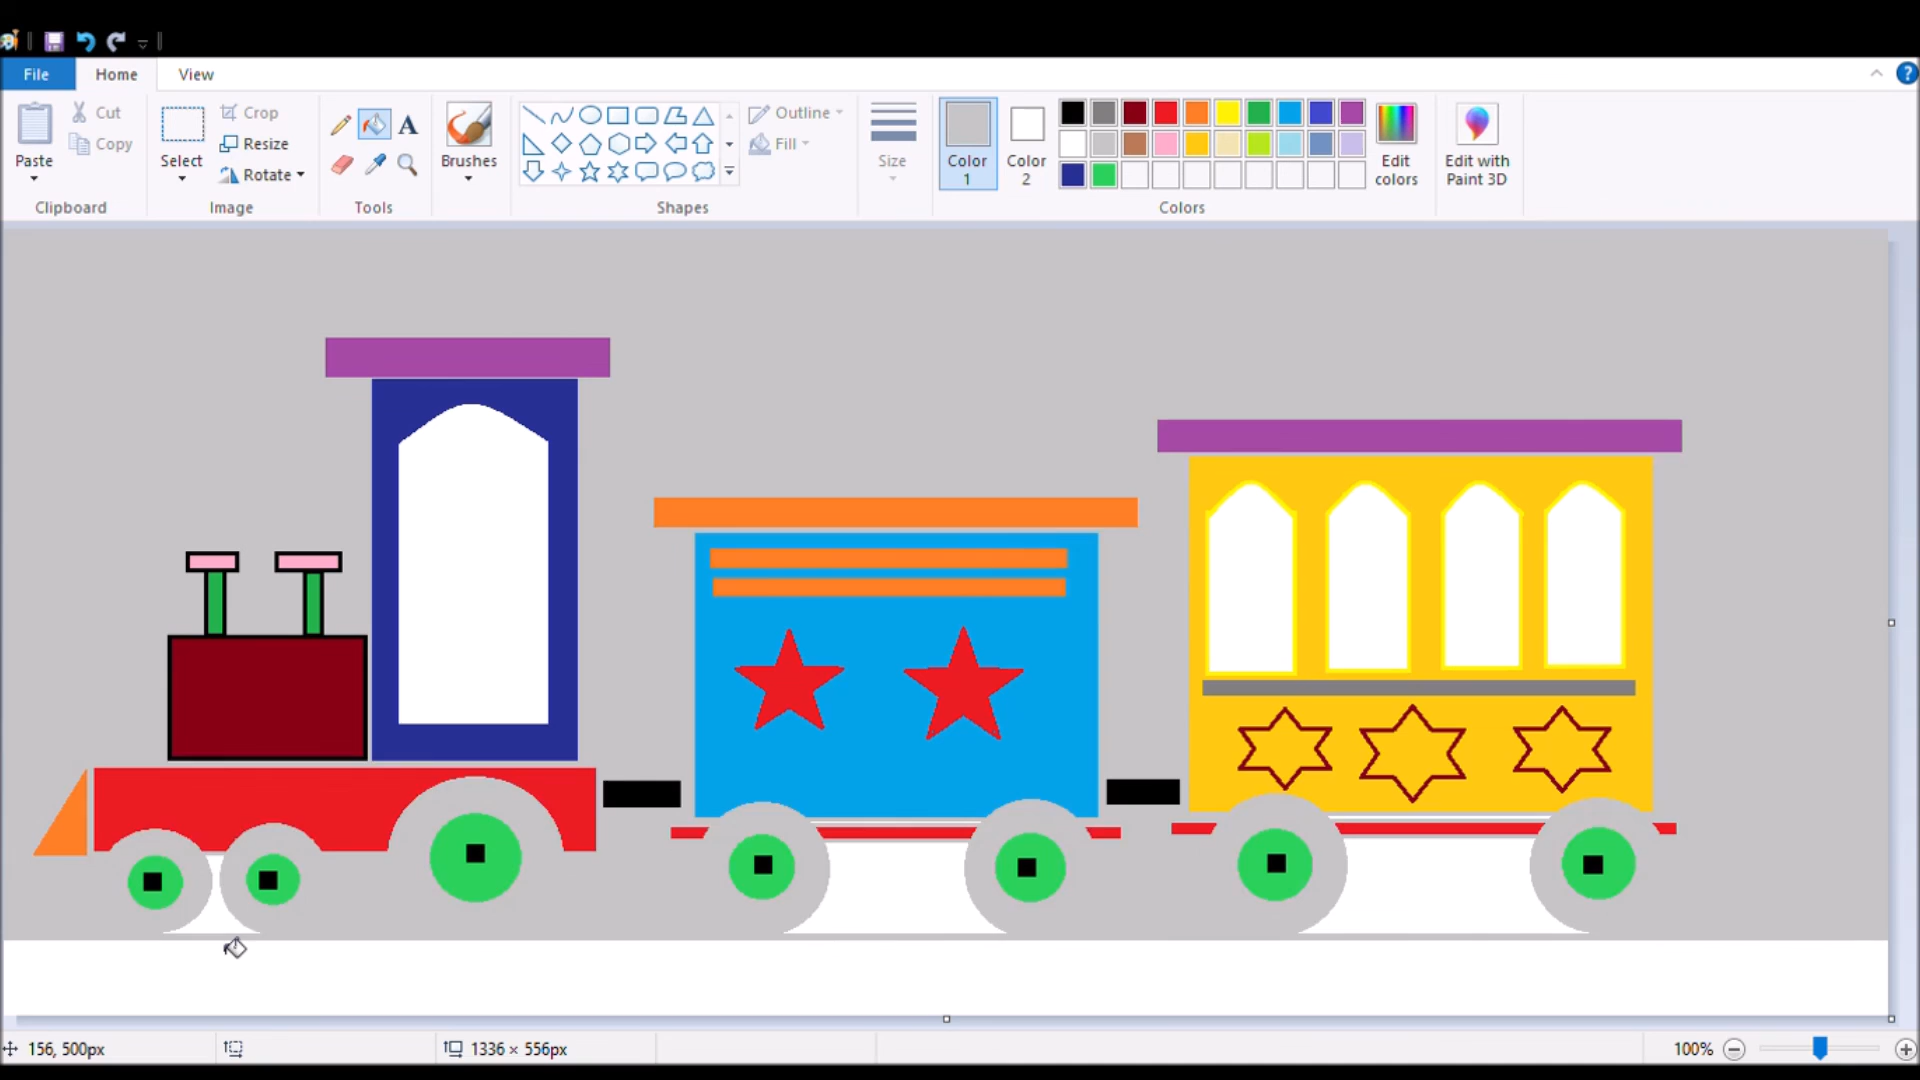 File Home View
Paste
Cut
Copy
Clipboard
Select
Crop
Resize
Rotate
Image
A
Tools
Brushes
Outline
Fill
Shapes
Size
Color
1
Color
2
Edit
colors
Colors
Edit with
Paint 3D
?
156, 500px
1336 × 556px
100%